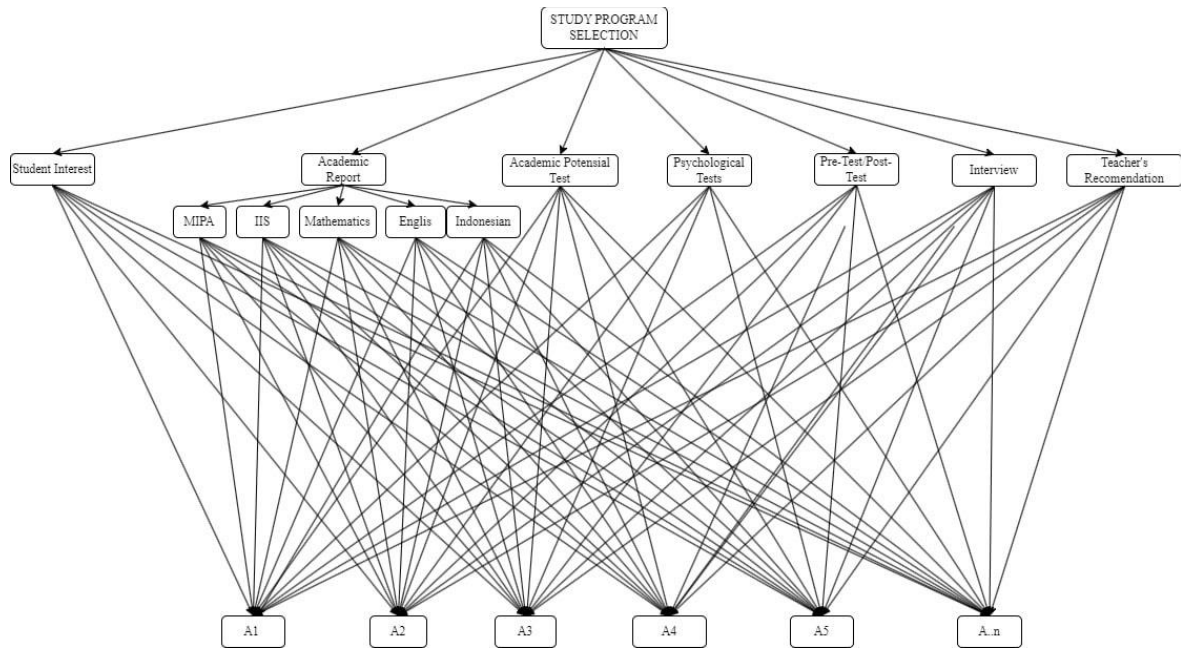 STUDY PROGRAM
SELECTION
Student Interest
Academic
Report
Academic Potensial
Test
Psychological
Tests
Pre-Test/Post-
Test
Interview
Teacher's
Recomendation
MIPA
IIS
Mathematics
Englis
Indonesian
A1
A2
A3
A4
A5
A..n